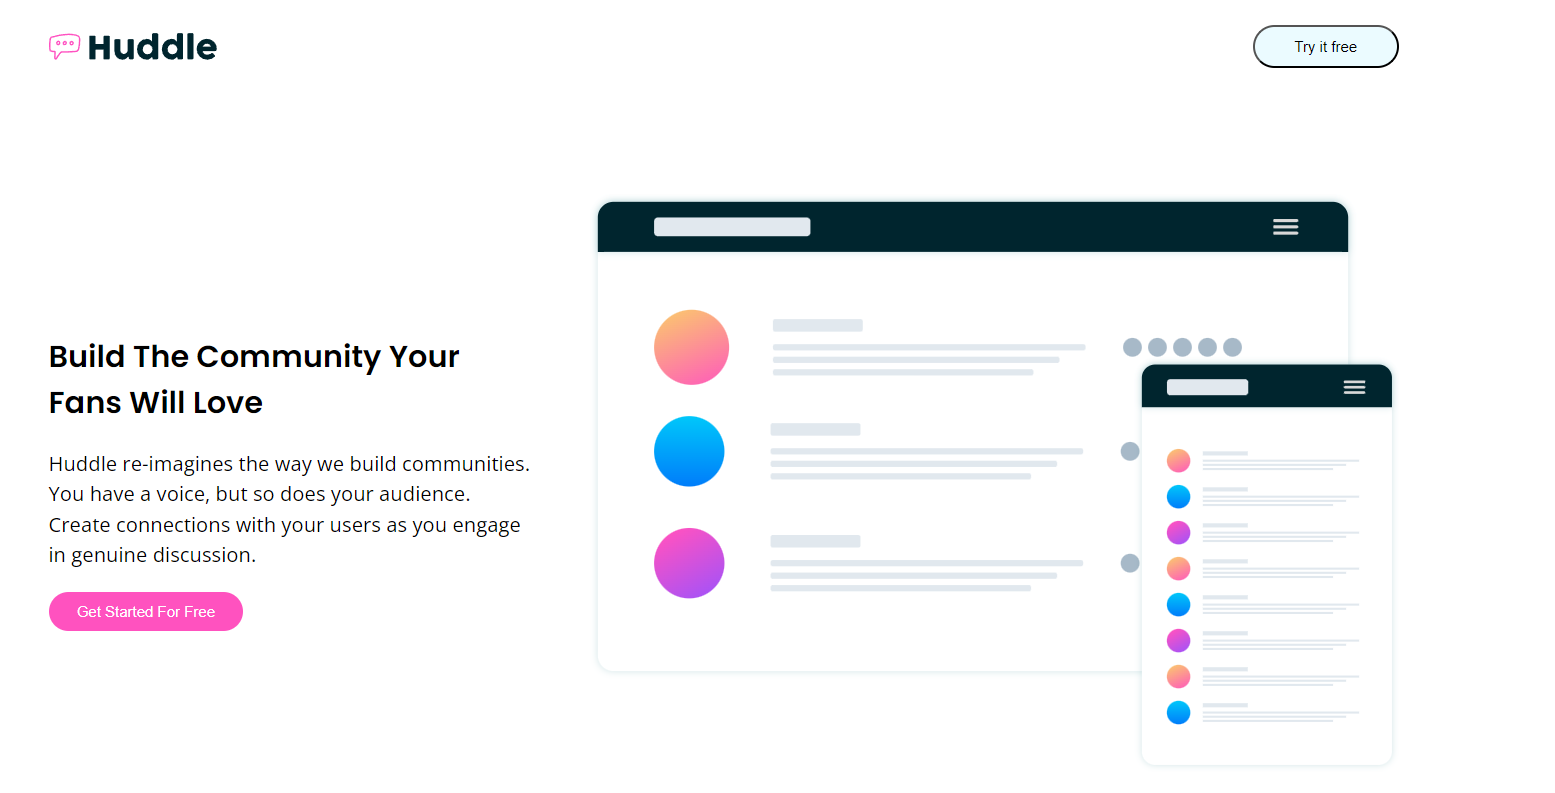 Huddle
Try it free
Build The Community Your
Fans Will Love
Huddle re-imagines the way we build communities.
You have a voice, but so does your audience.
Create connections with your users as you engage
in genuine discussion.
Get Started For Free